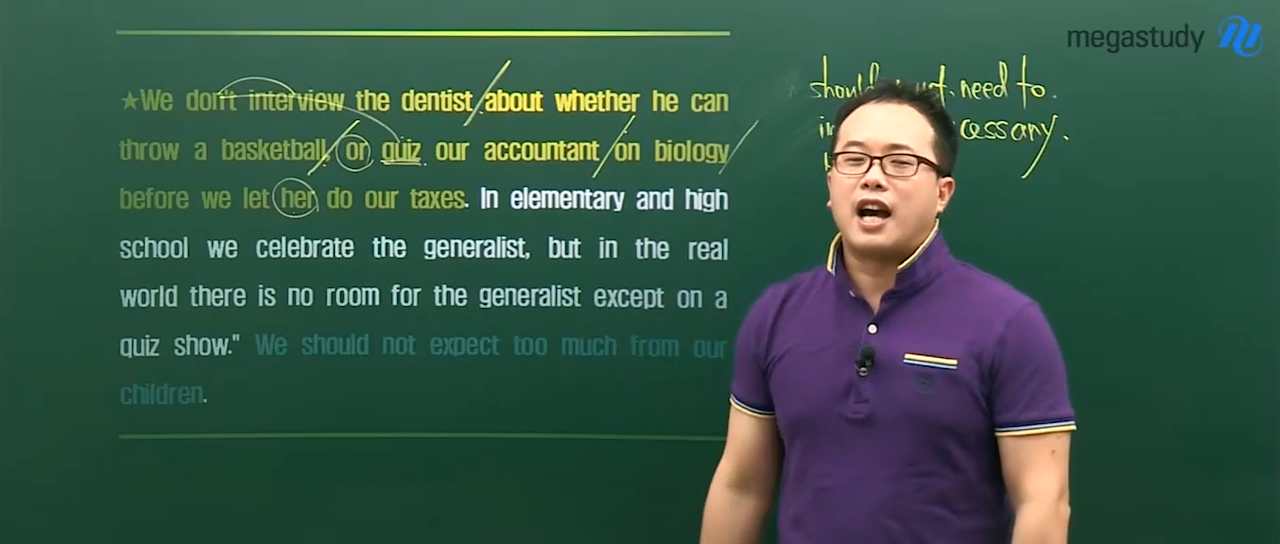 megastudy
★We don't interview the dentist about whether he can
throw a basketball, or quiz our accountant on biology
before we let her do our taxes. In elementary and high
school we celebrate the generalist, but in the real
world there is no room for the generalist except on a
quiz show." We should not expect too much from our
children.
should need to.